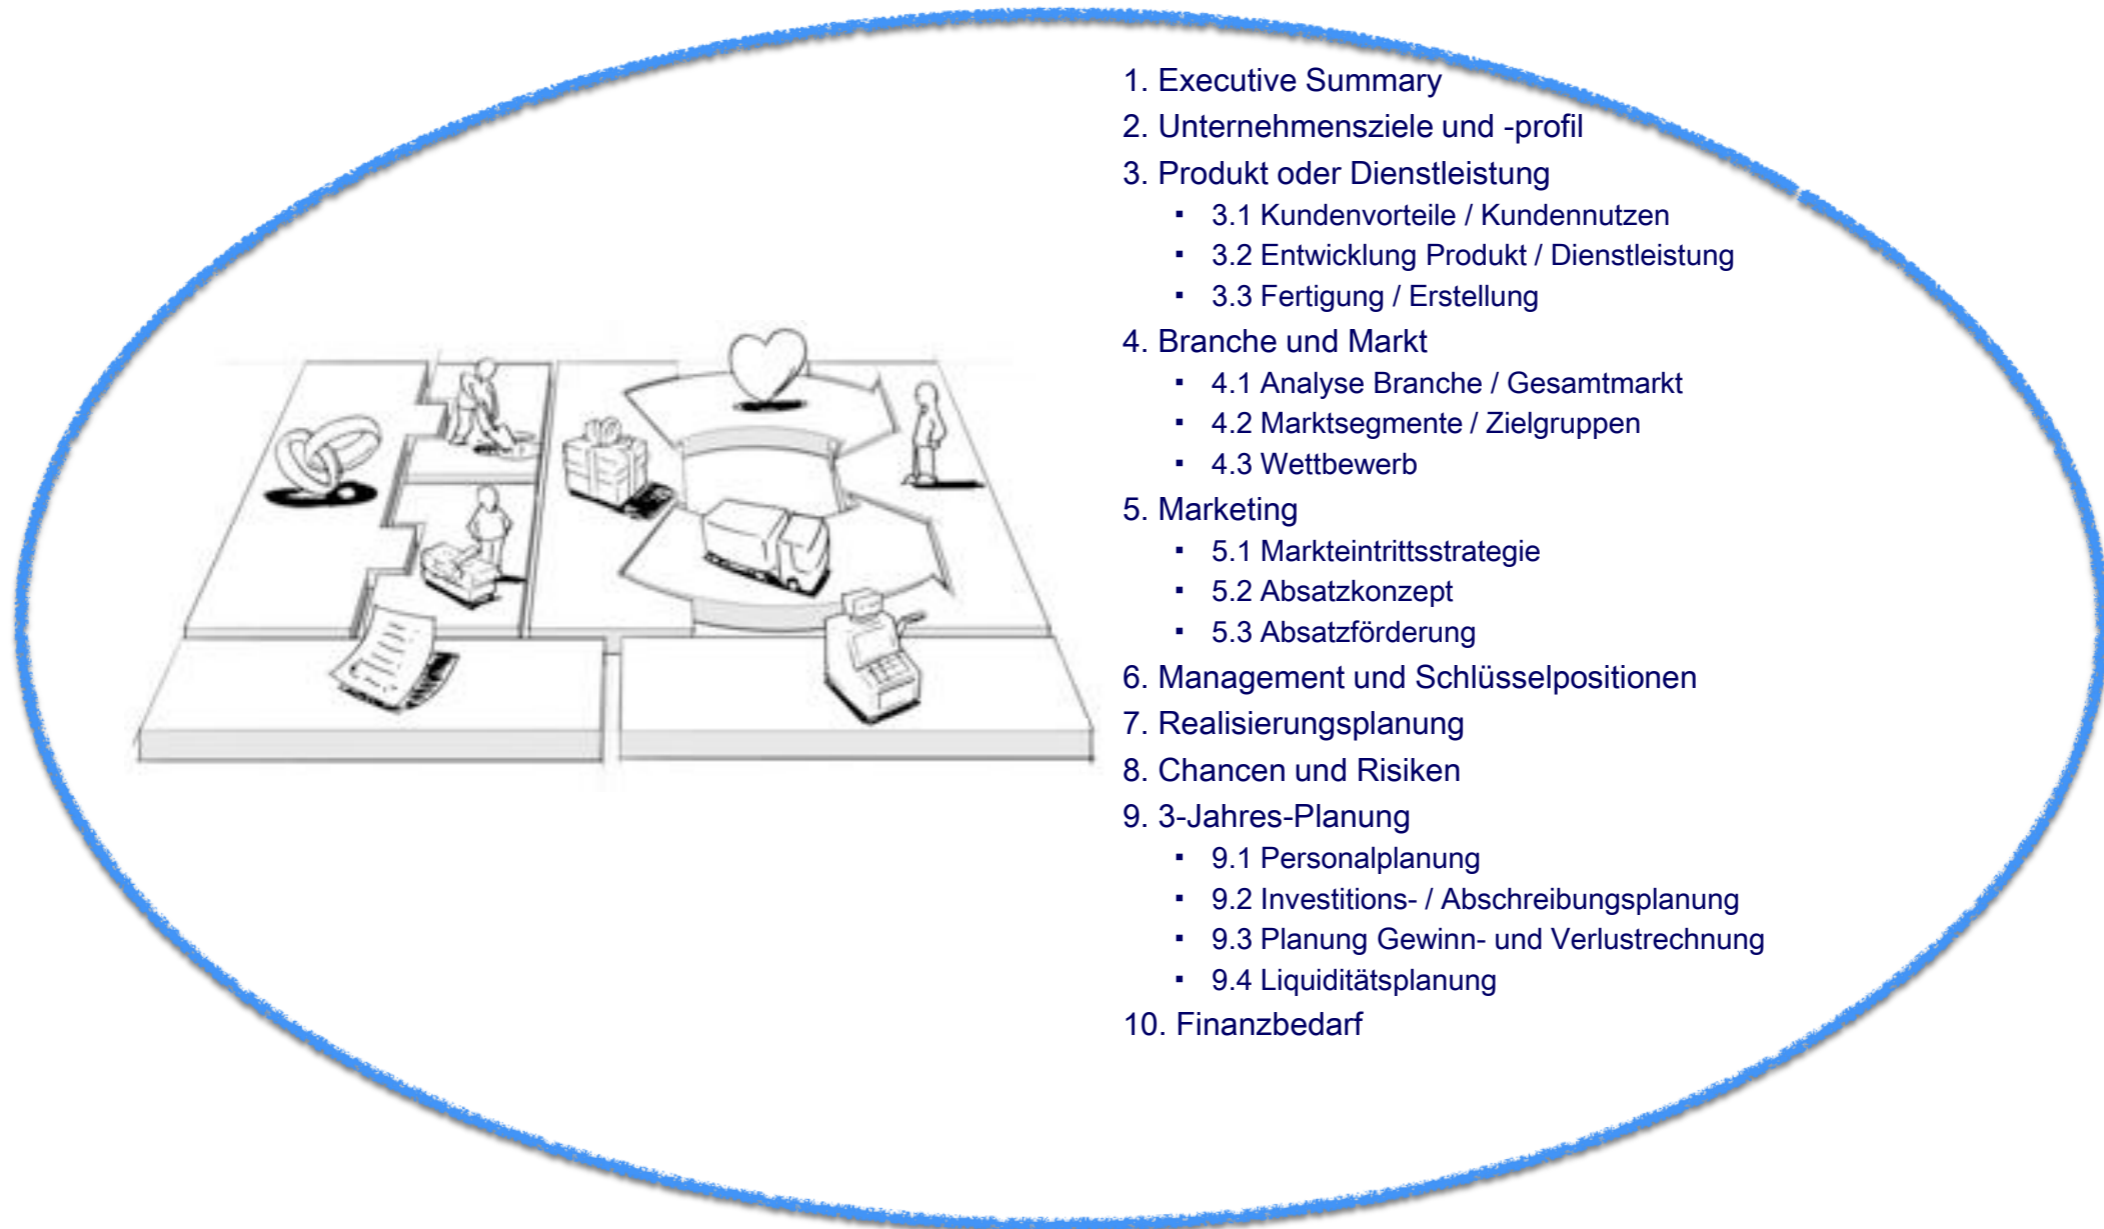 1. Executive Summary
2. Unternehmensziele und -profil
3. Produkt oder Dienstleistung
▪ 3.1 Kundenvorteile / Kundennutzen
▪ 3.2 Entwicklung Produkt / Dienstleistung
▪ 3.3 Fertigung / Erstellung
4. Branche und Markt
▪ 4.1 Analyse Branche / Gesamtmarkt
▪ 4.2 Marktsegmente / Zielgruppen
▪ 4.3 Wettbewerb
5. Marketing
▪ 5.1 Markteintrittsstrategie
▪ 5.2 Absatzkonzept
▪ 5.3 Absatzförderung
6. Management und Schlüsselpositionen
7. Realisierungsplanung
8. Chancen und Risiken
9. 3-Jahres-Planung
▪ 9.1 Personalplanung
▪ 9.2 Investitions- / Abschreibungsplanung
▪ 9.3 Planung Gewinn- und Verlustrechnung
▪ 9.4 Liquiditätsplanung
10. Finanzbedarf